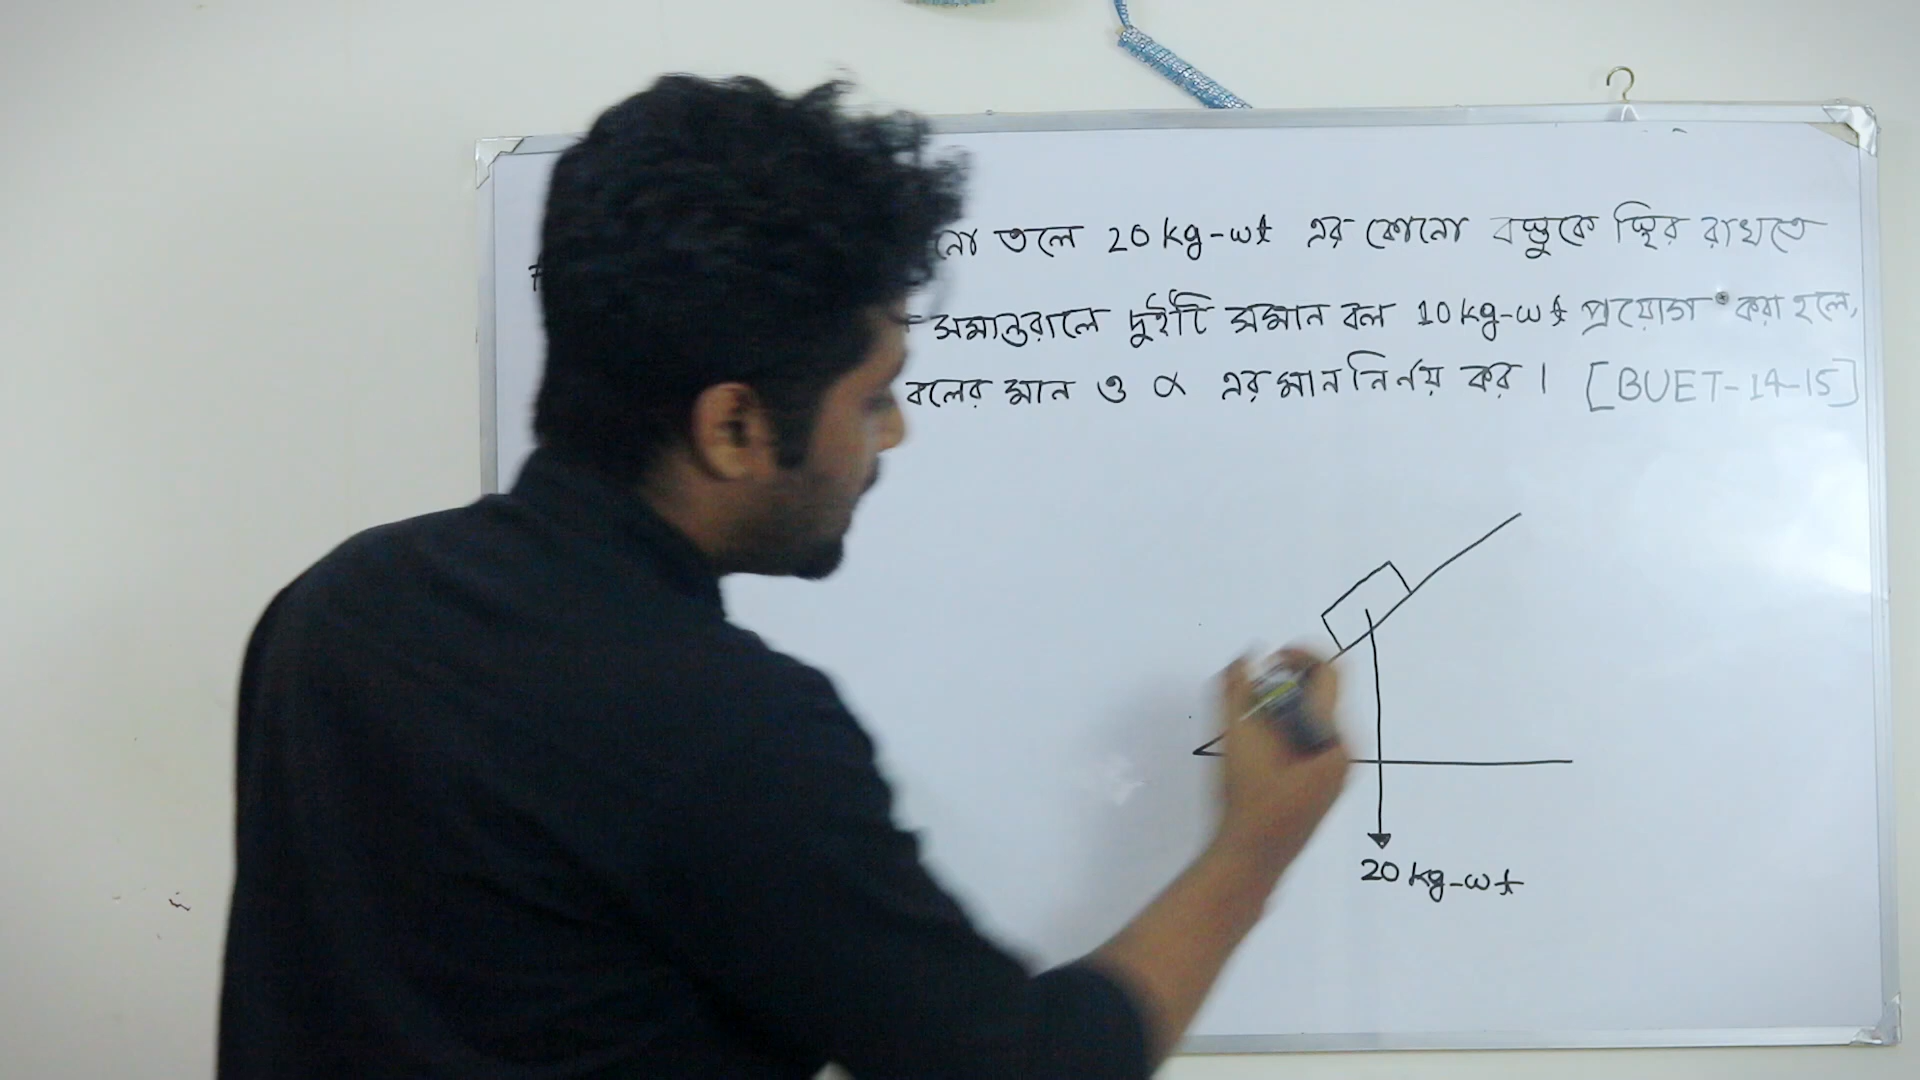 তলে 20 kg-wt এর কোনো বস্তুকে স্থির রাখতে
সমান্তরালে দুইটি সমান বল 10 kg-wt প্রয়োগ করা হলে,
বলের মান ও α এর মান নির্ণয় কর । [BUET-14-15]
20 kg-wt